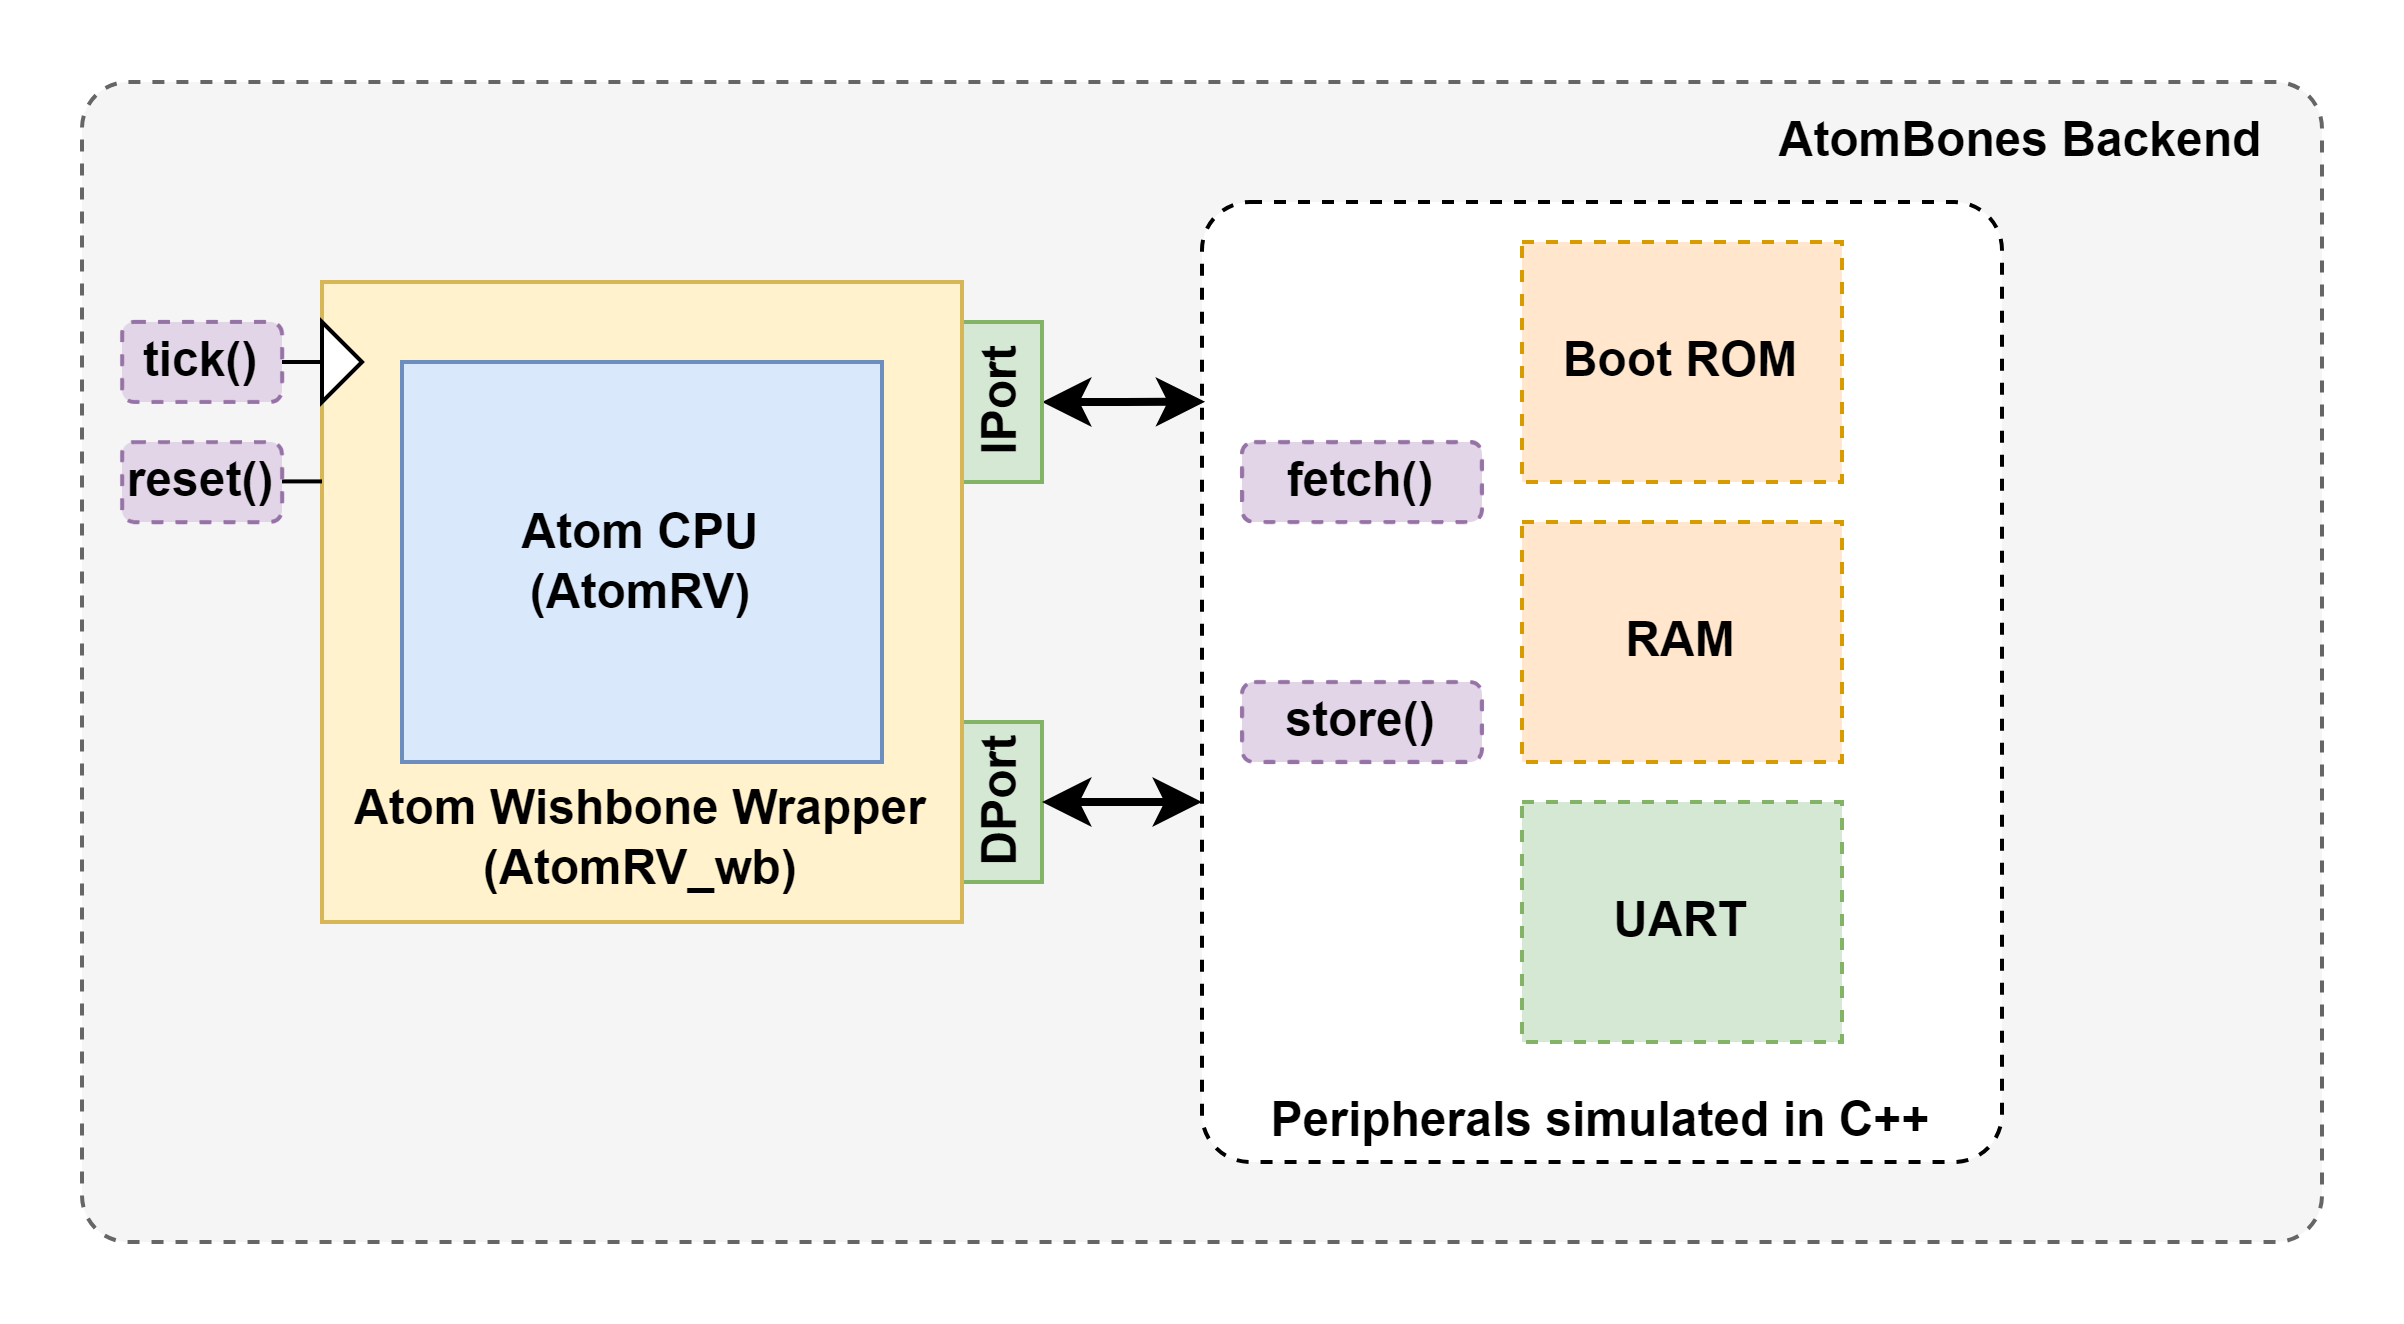 AtomBones Backend
tick()
reset()
Atom CPU
(AtomRV)
Atom Wishbone Wrapper
(AtomRV_wb)
IPort
DPort
fetch()
store()
Boot ROM
RAM
UART
Peripherals simulated in C++